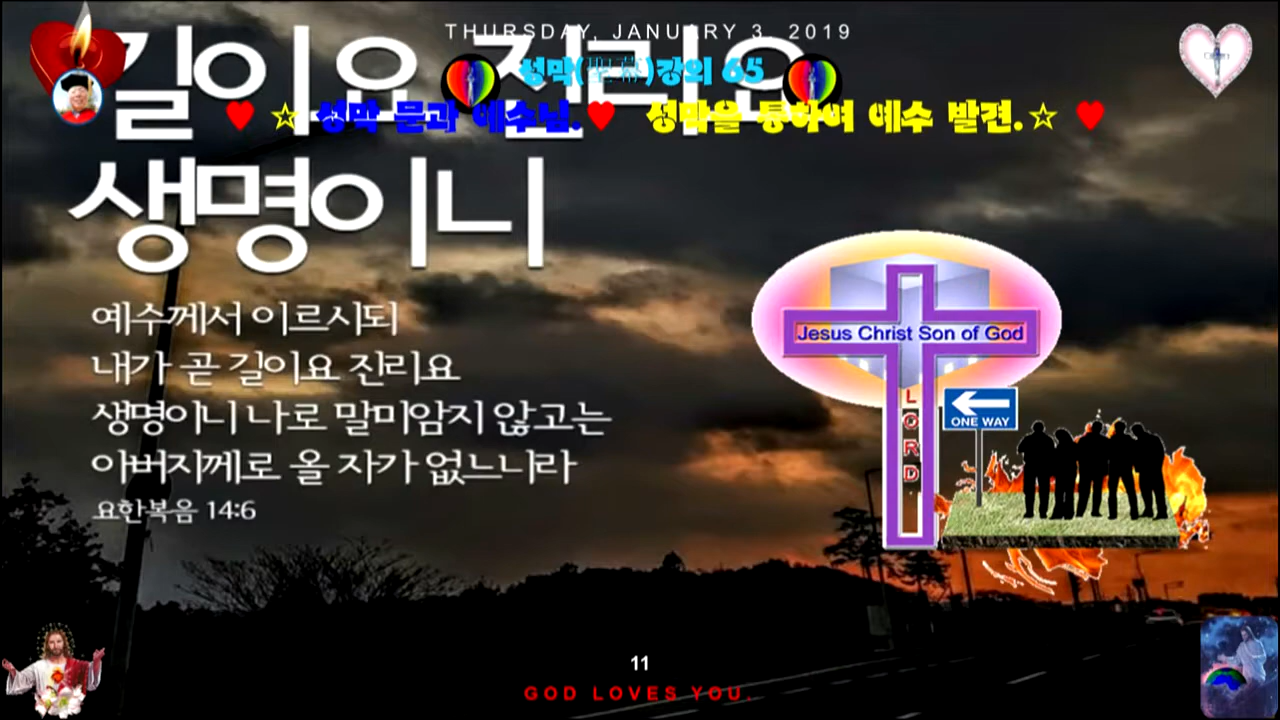 THURSDAY, JANUARY 3, 2019
길이요 진리요
성막(聖幕)강의 65
♥ ☆ 성막 문과 예수님.♥ 성막을 통하여 예수 발견.☆ ♥
생명이니
예수께서 이르시되
내가 곧 길이요 진리요
생명이니 나로 말미암지 않고는
아버지께로 올 자가 없느니라
요한복음 14:6
Jesus Christ Son of God
LORD
ONE WAY
11
GOD LOVES YOU.